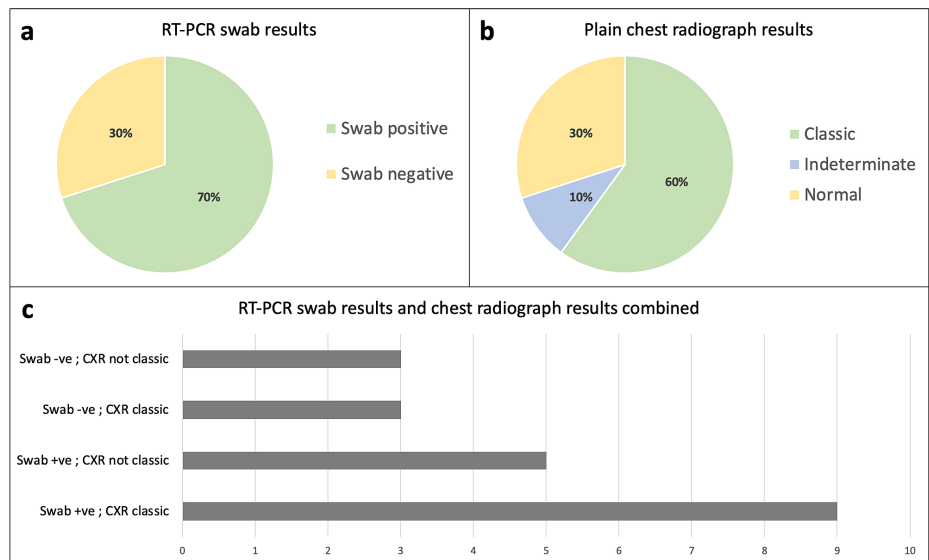 a
RT-PCR swab results
30%
70%
Swab positive
Swab negative
b
Plain chest radiograph results
30%
10%
60%
Classic
Indeterminate
Normal
c
RT-PCR swab results and chest radiograph results combined
Swab -ve ; CXR not classic
Swab -ve ; CXR classic
Swab +ve ; CXR not classic
Swab +ve ; CXR classic
0 1 2 3 4 5 6 7 8 9 10